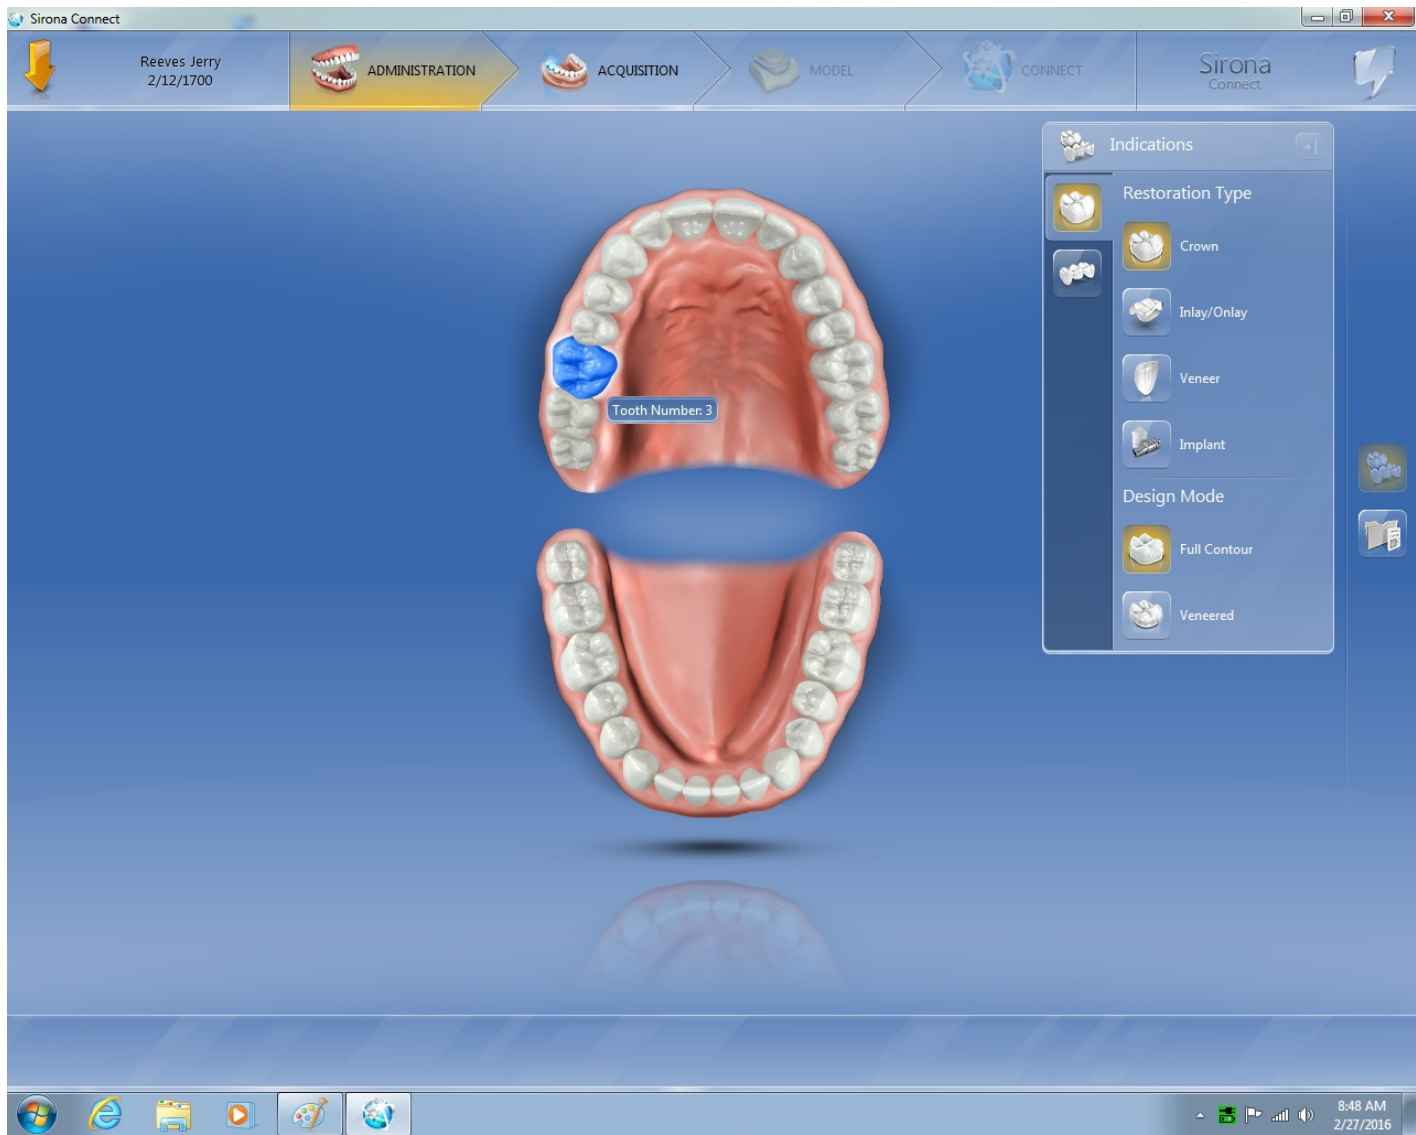 Sirona Connect
Reeves Jerry
2/12/1700
ADMINISTRATION
ACQUISITION
MODEL
CONNECT
Sirona
Connect
Indications
Restoration Type
Crown
Inlay/Onlay
Veneer
Implant
Design Mode
Full Contour
Veneered
Tooth Number: 3
8:48 AM
2/27/2016